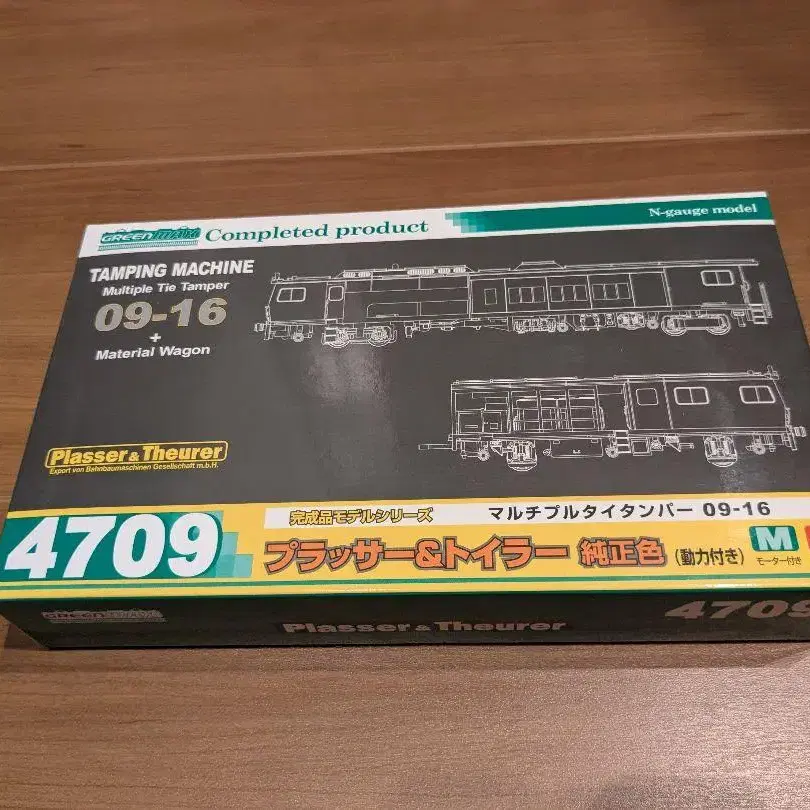 GREENMAX Completed product
N-gauge model
TAMPING MACHINE
Multiple Tie Tamper
09-16
+
Material Wagon
Plasser & Theurer
Export von Bahnbaumaschinen Gesellschaft m.b.H.
4709
完成品モデルシリーズ
マルチプルタイタンパー 09-16
プラッサー&トイラー 純正色 (動力付き)
M
モーター付き
GREENMAX
Plasser & Theurer
4709